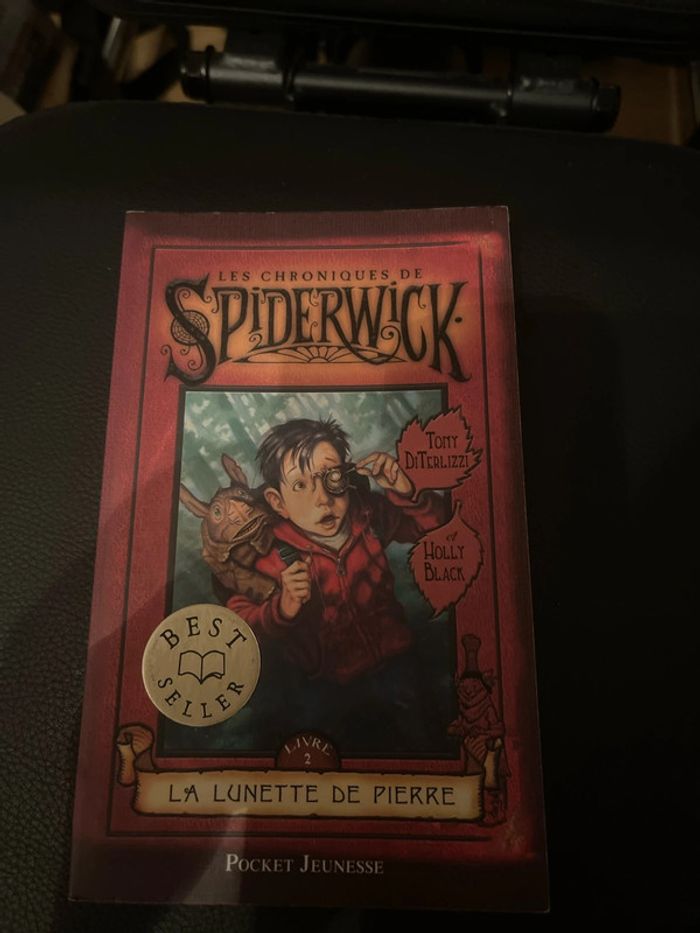 LES CHRONIQUES DE
SPiDERWiCK.
TONY
DiTERLIZZI
et
HOLLY
BLACK
BEST
SELLER
LIVRE
2
LA LUNETTE DE PIERRE
POCKET JEUNESSE